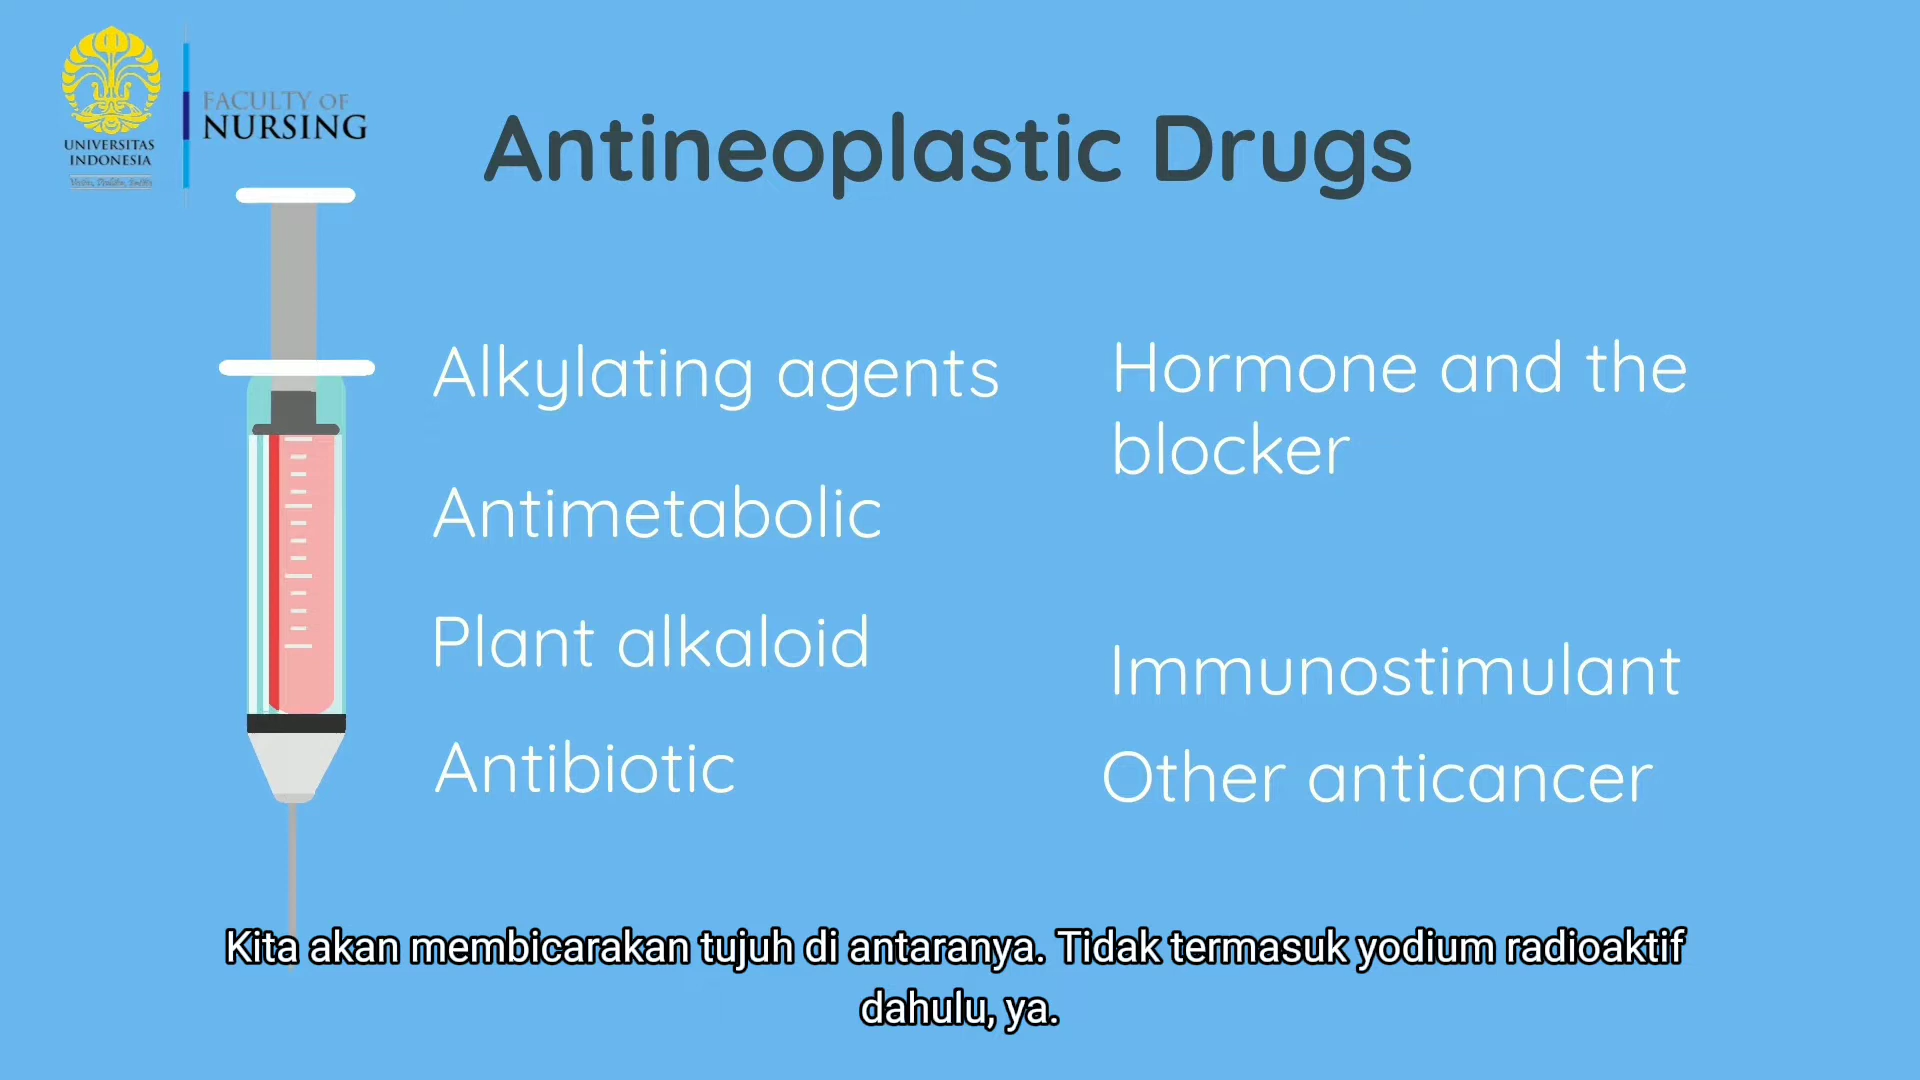 UNIVERSITAS
INDONESIA
FACULTY OF
NURSING
Antineoplastic Drugs
Alkylating agents
Antimetabolic
Plant alkaloid
Antibiotic
Hormone and the
blocker
Immunostimulant
Other anticancer
Kita akan membicarakan tujuh di antaranya. Tidak termasuk yodium radioaktif
dahulu, ya.